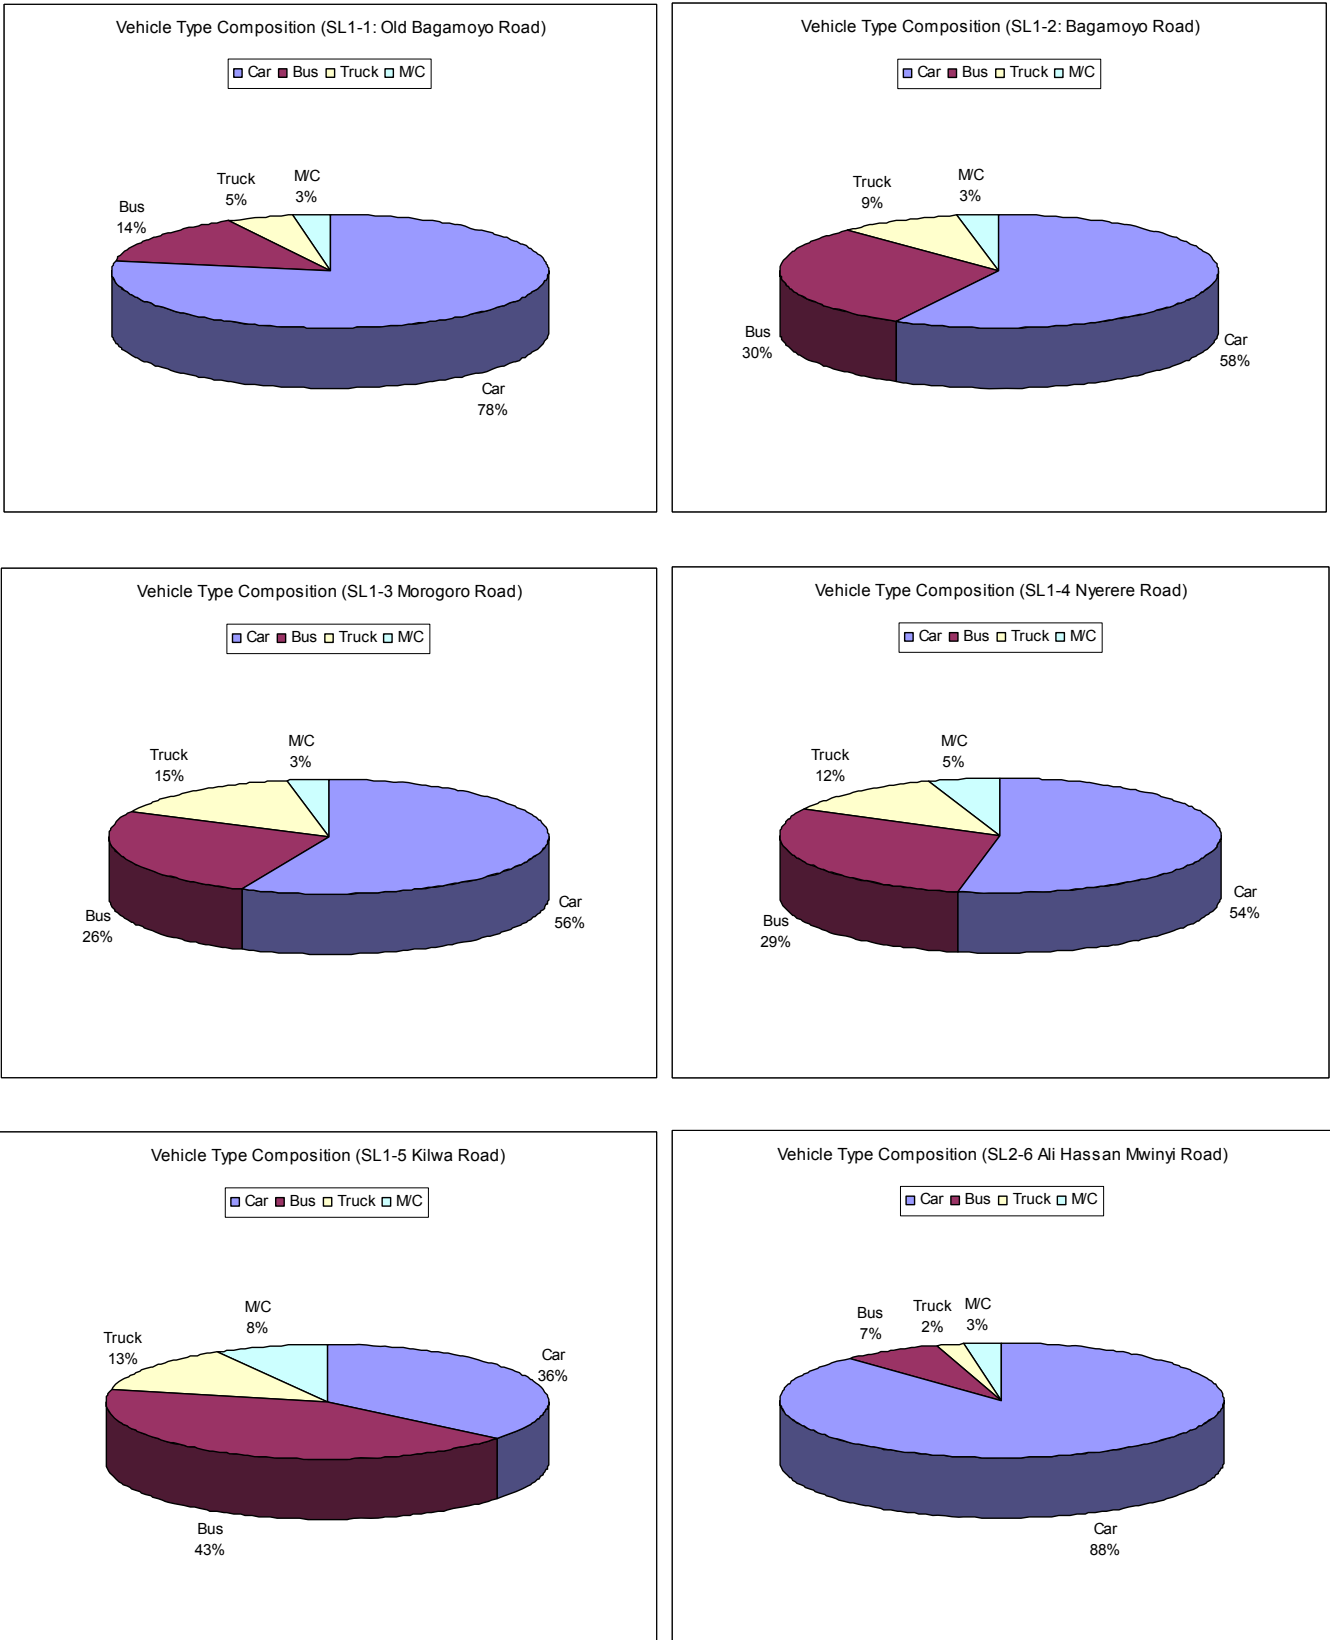 Vehicle Type Composition (SL1-1: Old Bagamoyo Road)
Car Bus Truck M/C
M/C
3%
Truck
5%
Bus
14%
Car
78%
Vehicle Type Composition (SL1-2: Bagamoyo Road)
Car Bus Truck M/C
M/C
3%
Truck
9%
Bus
30%
Car
58%
Vehicle Type Composition (SL1-3 Morogoro Road)
Car Bus Truck M/C
M/C
3%
Truck
15%
Bus
26%
Car
56%
Vehicle Type Composition (SL1-4 Nyerere Road)
Car Bus Truck M/C
M/C
5%
Truck
12%
Bus
29%
Car
54%
Vehicle Type Composition (SL1-5 Kilwa Road)
Car Bus Truck M/C
M/C
8%
Truck
13%
Car
36%
Bus
43%
Vehicle Type Composition (SL2-6 Ali Hassan Mwinyi Road)
Car Bus Truck M/C
Bus
7%
Truck
2%
M/C
3%
Car
88%